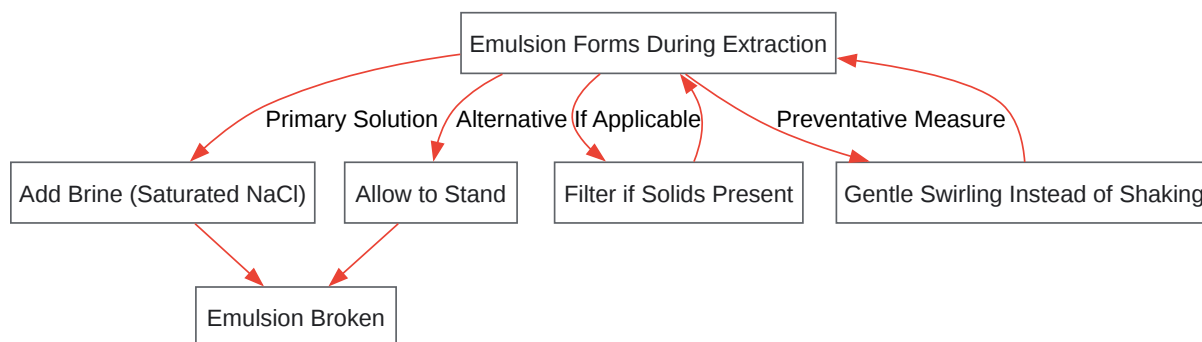 Emulsion Forms During Extraction
Primary Solution
Alternative
If Applicable
Preventative Measure
Add Brine (Saturated NaCl)
Allow to Stand
Filter if Solids Present
Gentle Swirling Instead of Shaking
Emulsion Broken